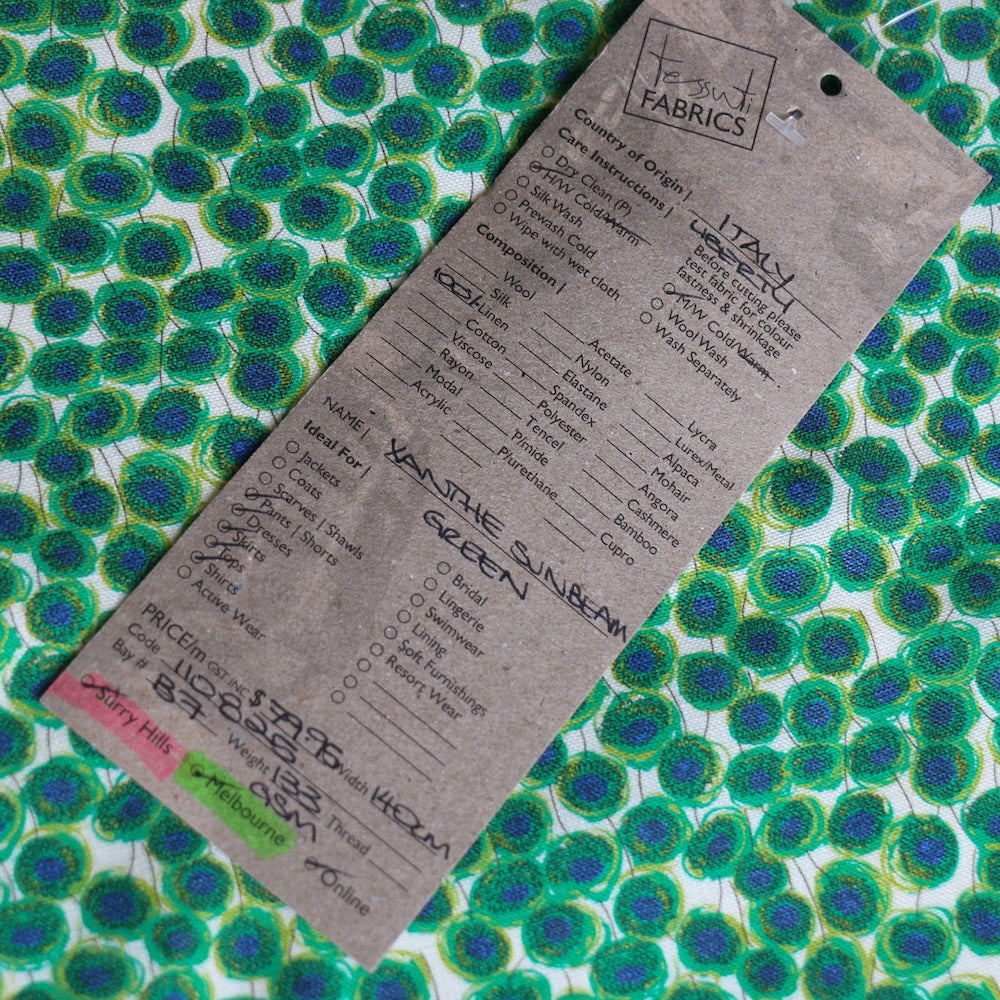 tessuti
FABRICS
Country of Origin | ITALY
LIBERTY
Care Instructions |
Dry Clean (P)
H/W Cold/Warm
Silk Wash
Prewash Cold
Wipe with wet cloth
Before cutting please
test fabric for colour
fastness & shrinkage
M/W Cold/Warm
Wool Wash
Wash Separately
Composition |
Wool
Silk
100% Linen
Cotton
Viscose
Rayon
Modal
Acrylic
Acetate
Nylon
Elastane
Spandex
Polyester
Tencel
P/mide
P/urethane
Lycra
Lurex/Metal
Alpaca
Mohair
Angora
Cashmere
Bamboo
Cupro
NAME | XANTHE SUNBEAM
GREEN
Ideal For |
Jackets
Coats
Scarves | Shawls
Pants | Shorts
Dresses
Skirts
Tops
Shirts
Active Wear
Bridal
Lingerie
Swimwear
Lining
Soft Furnishings
Resort Wear
PRICE/m GST INC $79.95
Code 1108225
Bay # B7
Width 140cm
Weight 133
GSM
Thread
Surry Hills
Melbourne
Online